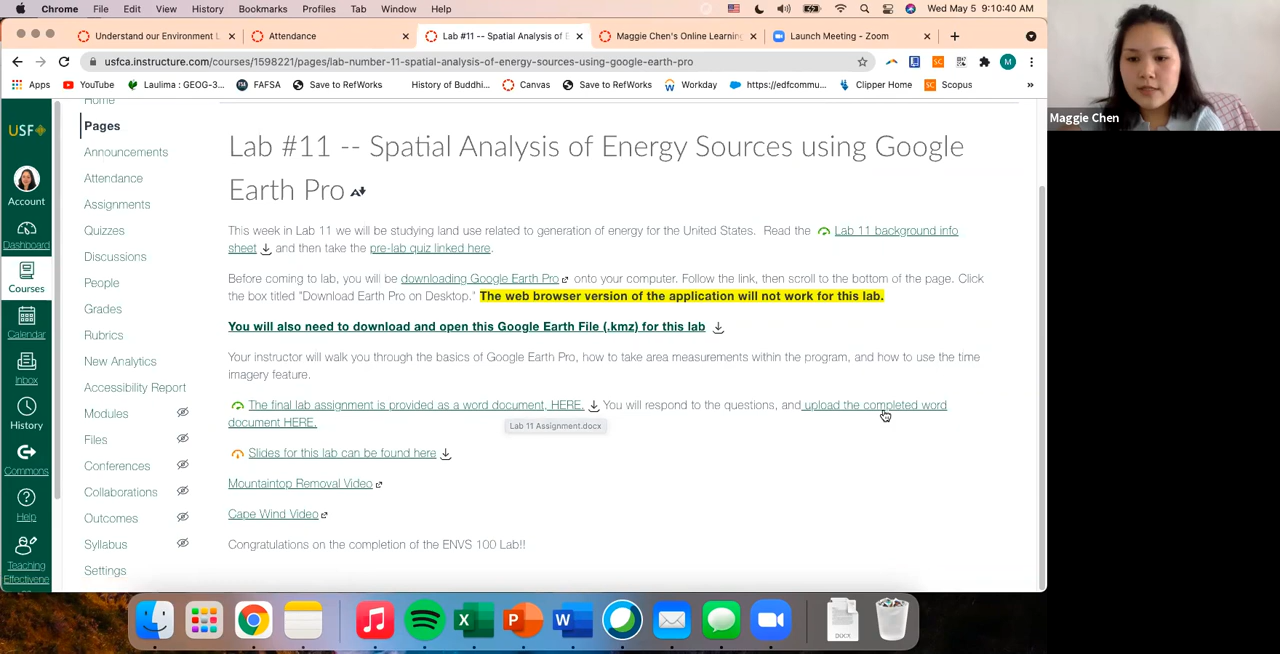 Chrome File Edit View History Bookmarks Profiles Tab Window Help Wed May 5 9:10:40 AM
Understand our Environment L Attendance Lab #11 -- Spatial Analysis of E Maggie Chen's Online Learning Launch Meeting - Zoom
usfca.instructure.com/courses/1598221/pages/lab-number-11-spatial-analysis-of-energy-sources-using-google-earth-pro M
Apps YouTube Laulima : GEOG-3... FAFSA Save to RefWorks History of Buddhi... Canvas Save to RefWorks Workday https://edfcommu... Clipper Home Scopus »
USF
Account
Dashboard
Courses
Calendar
Inbox
History
Commons
Help
Teaching
Effectivene
Home
Pages
Announcements
Attendance
Assignments
Quizzes
Discussions
People
Grades
Rubrics
New Analytics
Accessibility Report
Modules
Files
Conferences
Collaborations
Outcomes
Syllabus
Settings
Lab #11 -- Spatial Analysis of Energy Sources using Google
Earth Pro
This week in Lab 11 we will be studying land use related to generation of energy for the United States. Read the Lab 11 background info
sheet and then take the pre-lab quiz linked here.
Before coming to lab, you will be downloading Google Earth Pro onto your computer. Follow the link, then scroll to the bottom of the page. Click
the box titled "Download Earth Pro on Desktop." The web browser version of the application will not work for this lab.
You will also need to download and open this Google Earth File (.kmz) for this lab
Your instructor will walk you through the basics of Google Earth Pro, how to take area measurements within the program, and how to use the time
imagery feature.
The final lab assignment is provided as a word document, HERE. You will respond to the questions, and upload the completed word
document HERE.
Lab 11 Assignment.docx
Slides for this lab can be found here
Mountaintop Removal Video
Cape Wind Video
Congratulations on the completion of the ENVS 100 Lab!!
Maggie Chen
DOCX